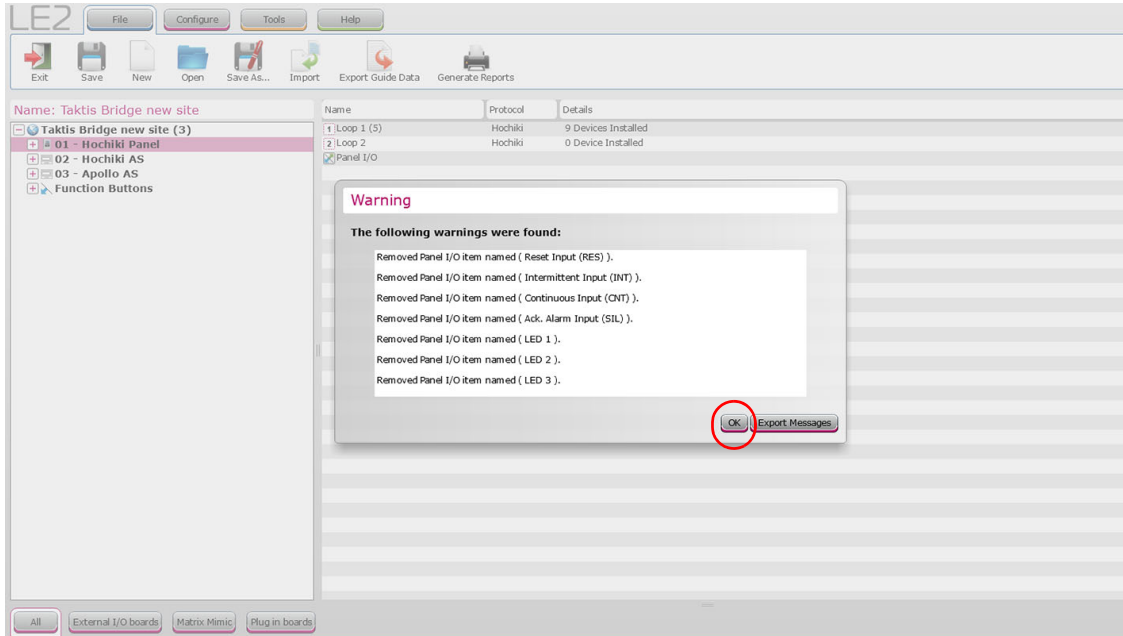 LE2 File Configure Tools Help
Exit Save New Open Save As... Import Export Guide Data Generate Reports
Name: Taktis Bridge new site
Taktis Bridge new site (3)
01 - Hochiki Panel
02 - Hochiki AS
03 - Apollo AS
Function Buttons
Name Protocol Details
1 Loop 1 (5) Hochiki 9 Devices Installed
2 Loop 2 Hochiki 0 Device Installed
Panel I/O
Warning
The following warnings were found:
Removed Panel I/O item named ( Reset Input (RES) ).
Removed Panel I/O item named ( Intermittent Input (INT) ).
Removed Panel I/O item named ( Continuous Input (CNT) ).
Removed Panel I/O item named ( Ack. Alarm Input (SIL) ).
Removed Panel I/O item named ( LED 1 ).
Removed Panel I/O item named ( LED 2 ).
Removed Panel I/O item named ( LED 3 ).
OK Export Messages
All External I/O boards Matrix Mimic Plug in boards